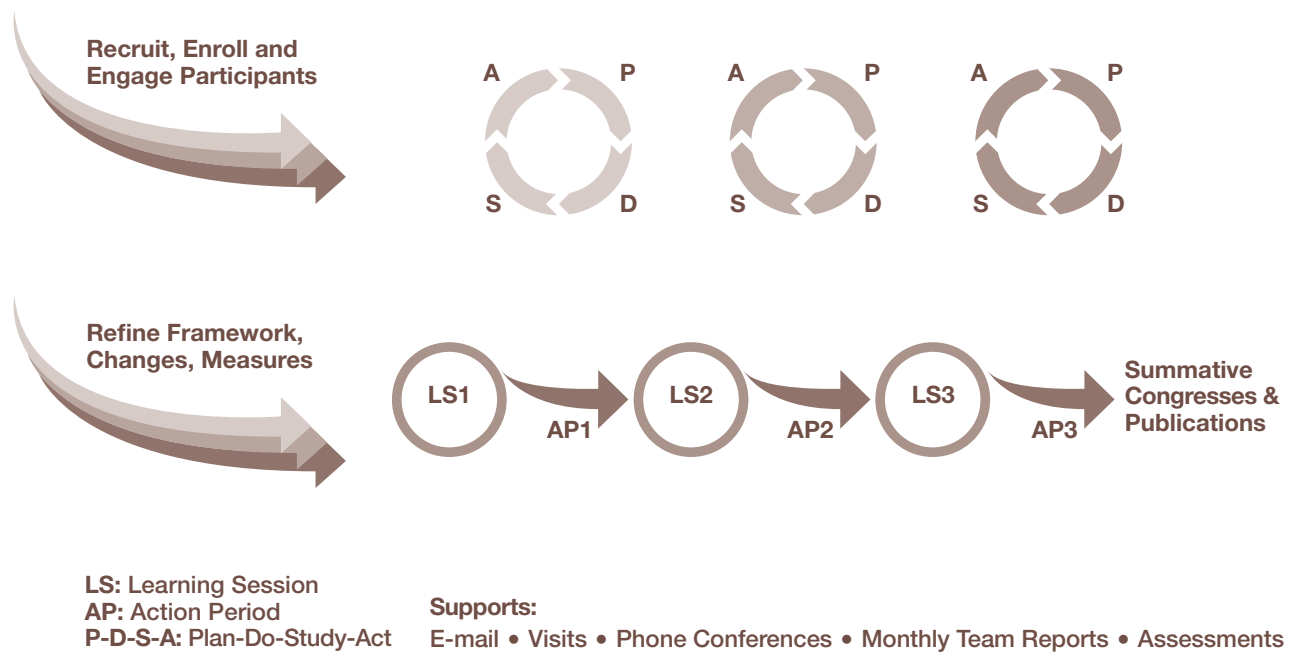 Recruit, Enroll and
Engage Participants
A P
S D
A P
S D
A P
S D
Refine Framework,
Changes, Measures
LS1
AP1
LS2
AP2
LS3
AP3
Summative
Congresses &
Publications
LS: Learning Session
AP: Action Period
P-D-S-A: Plan-Do-Study-Act
Supports:
E-mail • Visits • Phone Conferences • Monthly Team Reports • Assessments